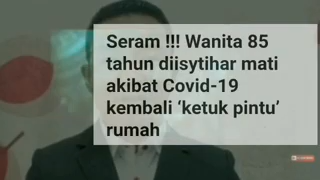 Seram !!! Wanita 85
tahun diisytihar mati
akibat Covid-19
kembali ‘ketuk pintu’
rumah